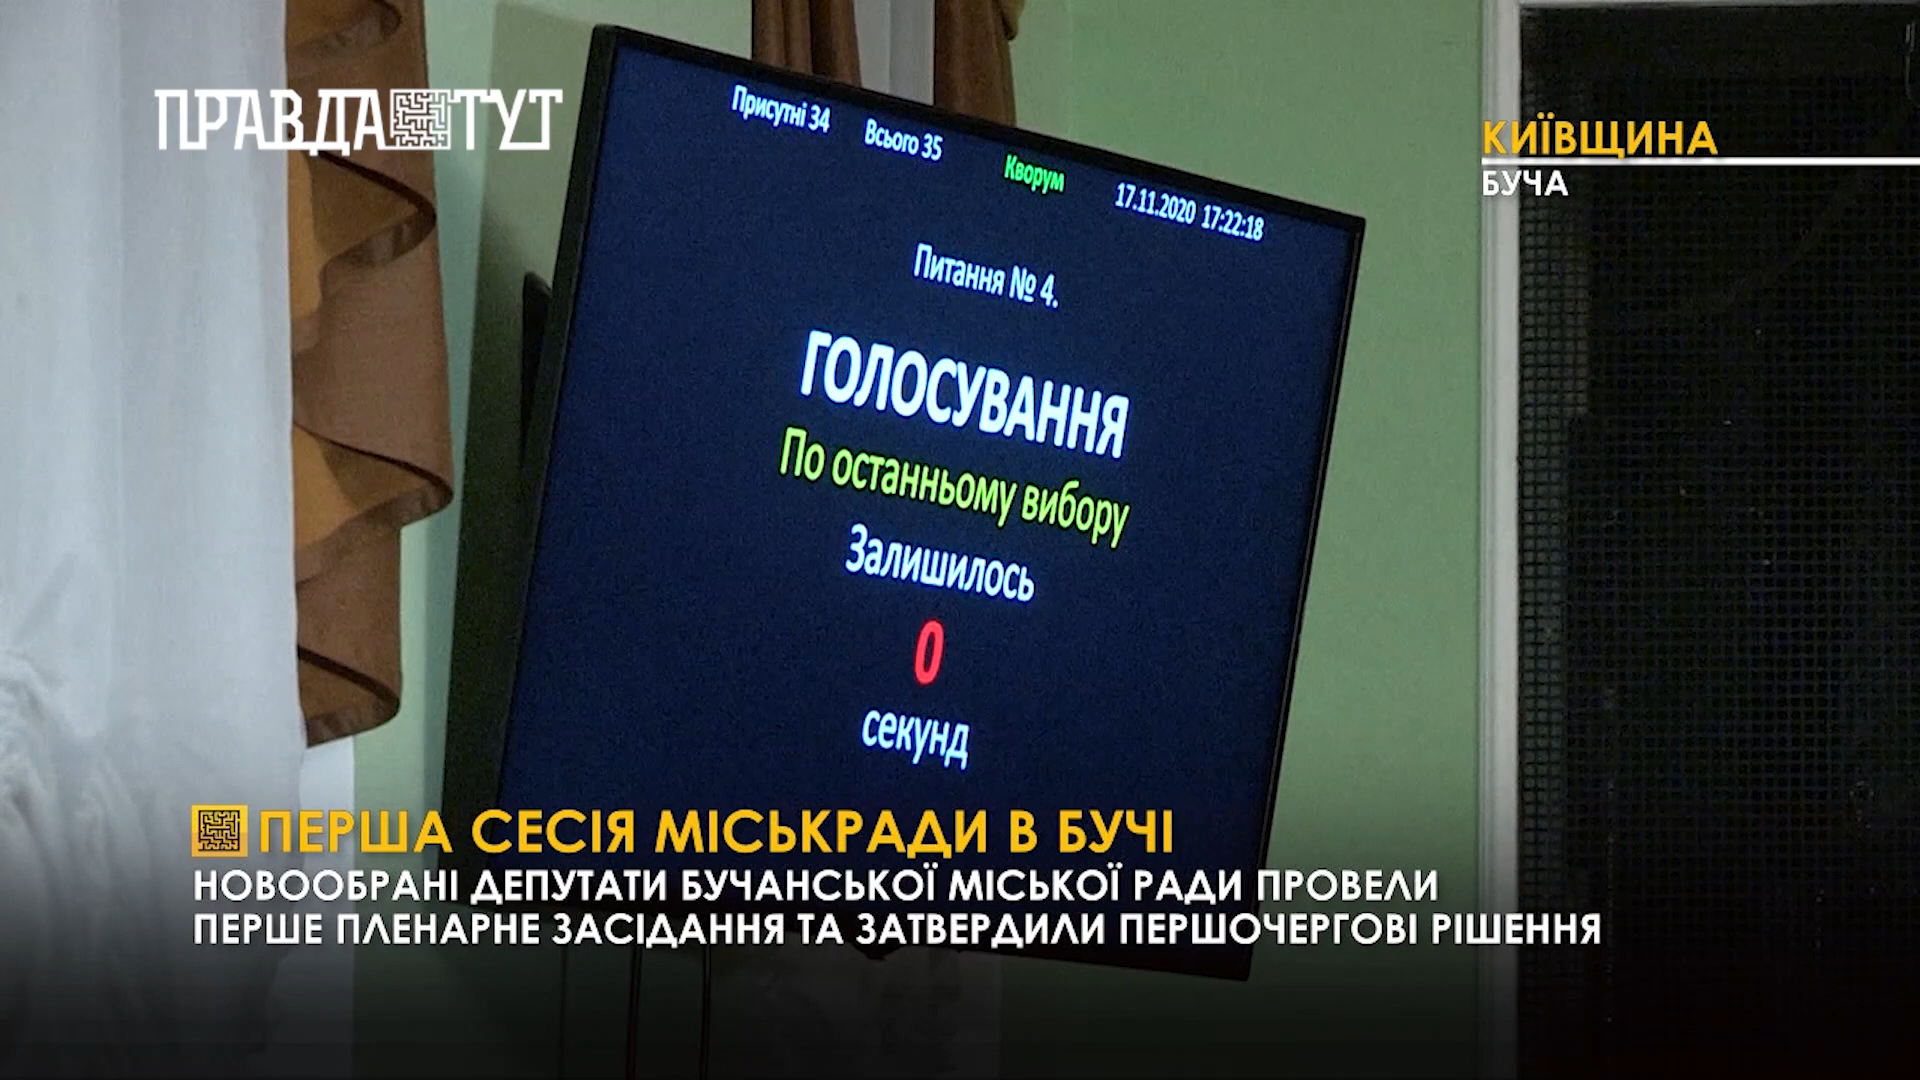 ПРАВДА ТУТ
КИЇВЩИНА
БУЧА
Присутні 34 Всього 35 Кворум 17.11.2020 17:22:18
Питання № 4.
ГОЛОСУВАННЯ
По останньому вибору
Залишилось
0
секунд
ПЕРША СЕСІЯ МІСЬКРАДИ В БУЧІ
НОВООБРАНІ ДЕПУТАТИ БУЧАНСЬКОЇ МІСЬКОЇ РАДИ ПРОВЕЛИ
ПЕРШЕ ПЛЕНАРНЕ ЗАСІДАННЯ ТА ЗАТВЕРДИЛИ ПЕРШОЧЕРГОВІ РІШЕННЯ